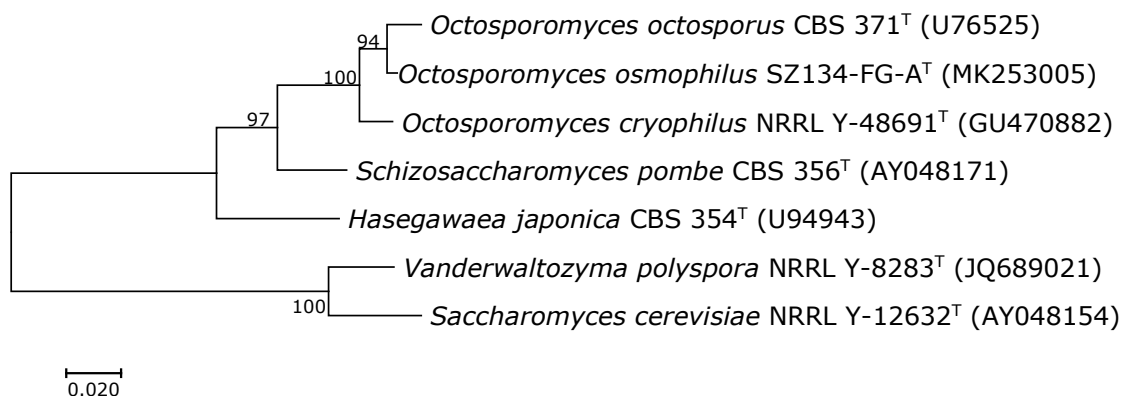 94 Octosporomyces octosporus CBS 371ᵀ (U76525)
100 Octosporomyces osmophilus SZ134-FG-Aᵀ (MK253005)
97 Octosporomyces cryophilus NRRL Y-48691ᵀ (GU470882)
Schizosaccharomyces pombe CBS 356ᵀ (AY048171)
Hasegawaea japonica CBS 354ᵀ (U94943)
Vanderwaltozyma polyspora NRRL Y-8283ᵀ (JQ689021)
100 Saccharomyces cerevisiae NRRL Y-12632ᵀ (AY048154)
0.020